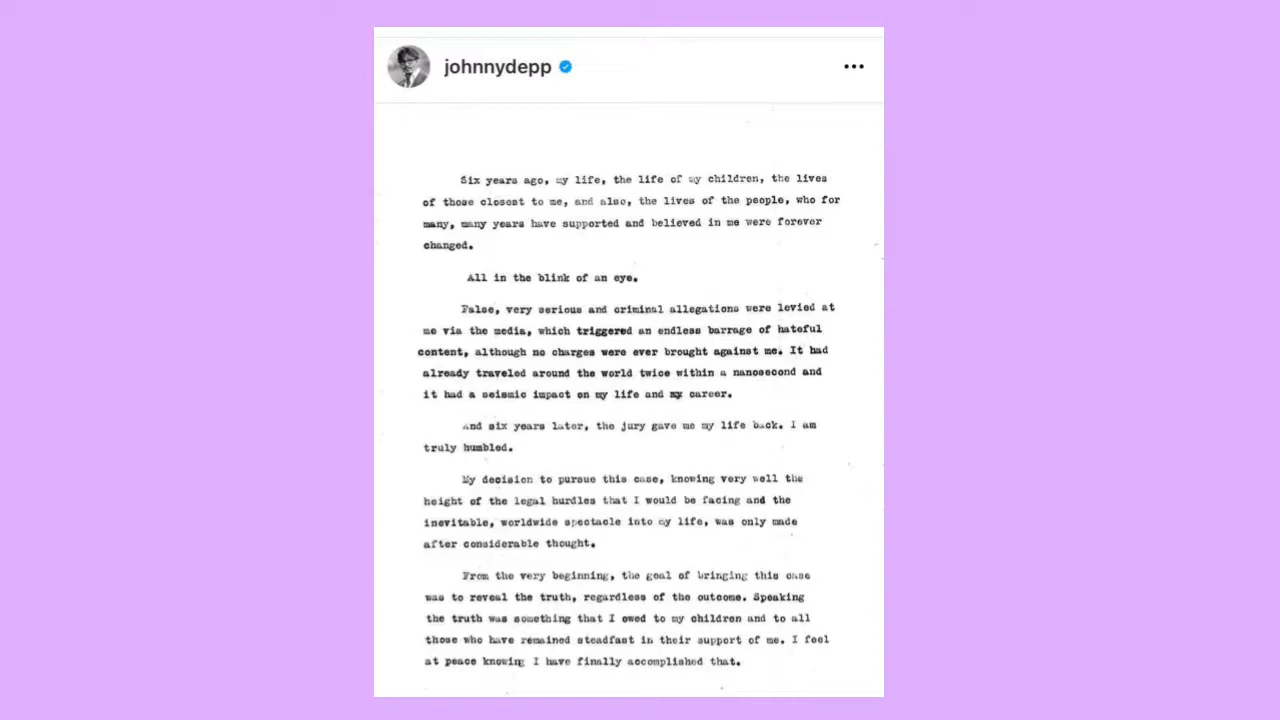 johnnydepp
Six years ago, my life, the life of my children, the lives
of those closest to me, and also, the lives of the people, who for
many, many years have supported and believed in me were forever
changed.
All in the blink of an eye.
False, very serious and criminal allegations were levied at
me via the media, which triggered an endless barrage of hateful
content, although no charges were ever brought against me. It had
already traveled around the world twice within a nanosecond and
it had a seismic impact on my life and my career.
And six years later, the jury gave me my life back. I am
truly humbled.
My decision to pursue this case, knowing very well the
height of the legal hurdles that I would be facing and the
inevitable, worldwide spectacle into my life, was only made
after considerable thought.
From the very beginning, the goal of bringing this case
was to reveal the truth, regardless of the outcome. Speaking
the truth was something that I owed to my children and to all
those who have remained steadfast in their support of me. I feel
at peace knowing I have finally accomplished that.